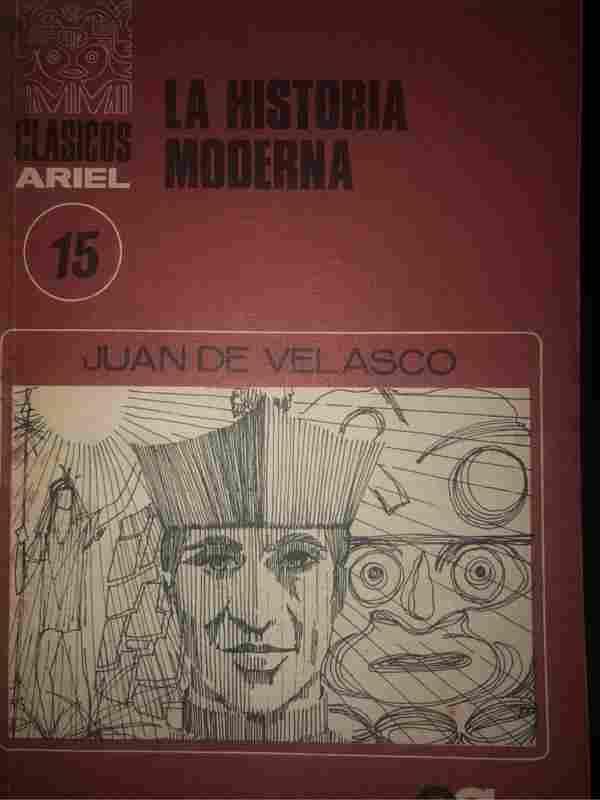 CLASICOS
ARIEL
LA HISTORIA
MODERNA
15
JUAN DE VELASCO